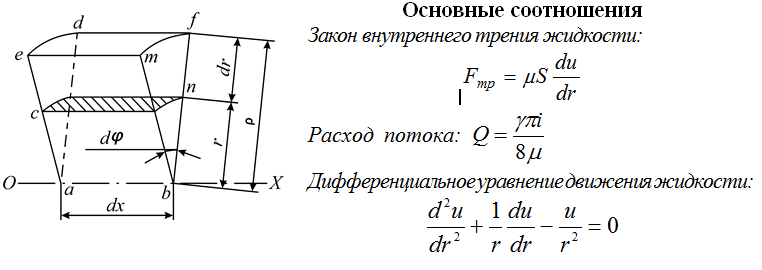 Основные соотношения
Закон внутреннего трения жидкости:
F_тр = μS du/dr
Расход потока: Q = γπi/8μ
Дифференциальное уравнение движения жидкости:
d²u/dr² + 1/r du/dr − u/r² = 0
d f
e m
dr
c n
dφ r ρ
O a b X
dx